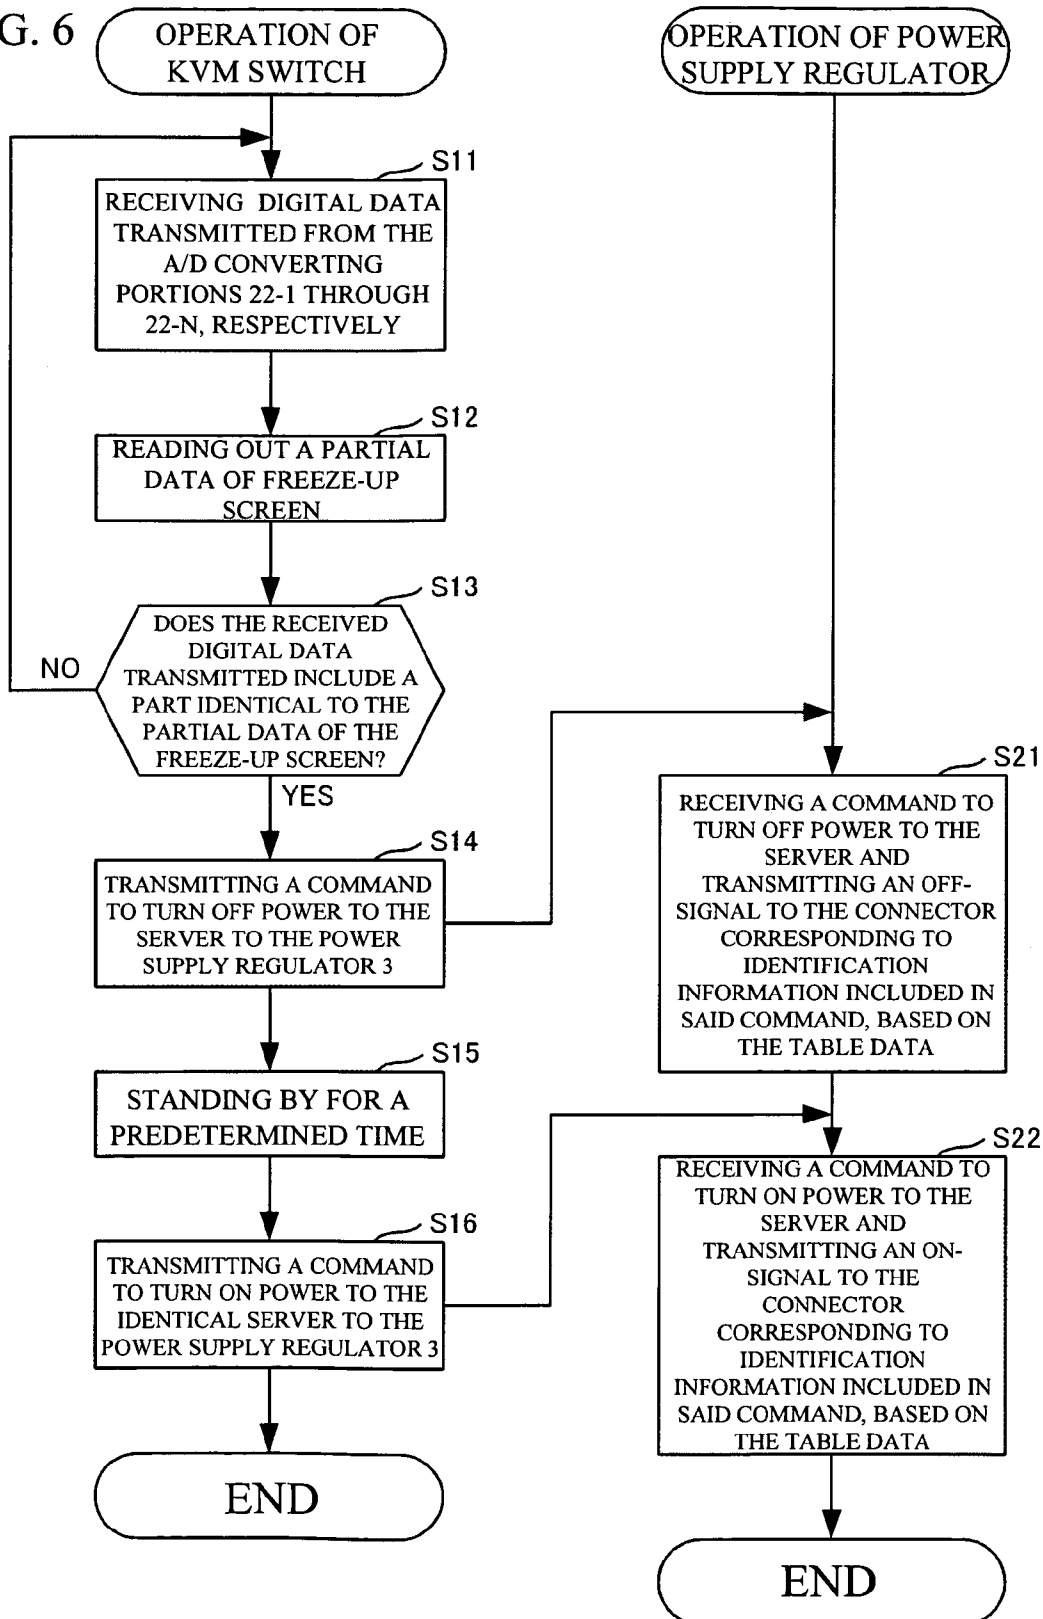 G. 6
OPERATION OF
KVM SWITCH
S11
RECEIVING DIGITAL DATA
TRANSMITTED FROM THE
A/D CONVERTING
PORTIONS 22-1 THROUGH
22-N, RESPECTIVELY
S12
READING OUT A PARTIAL
DATA OF FREEZE-UP
SCREEN
S13
DOES THE RECEIVED
DIGITAL DATA
TRANSMITTED INCLUDE A
PART IDENTICAL TO THE
PARTIAL DATA OF THE
FREEZE-UP SCREEN?
NO
YES
S14
TRANSMITTING A COMMAND
TO TURN OFF POWER TO THE
SERVER TO THE POWER
SUPPLY REGULATOR 3
S15
STANDING BY FOR A
PREDETERMINED TIME
S16
TRANSMITTING A COMMAND
TO TURN ON POWER TO THE
IDENTICAL SERVER TO THE
POWER SUPPLY REGULATOR 3
END
OPERATION OF POWER
SUPPLY REGULATOR
S21
RECEIVING A COMMAND TO
TURN OFF POWER TO THE
SERVER AND
TRANSMITTING AN OFF-
SIGNAL TO THE CONNECTOR
CORRESPONDING TO
IDENTIFICATION
INFORMATION INCLUDED IN
SAID COMMAND, BASED ON
THE TABLE DATA
S22
RECEIVING A COMMAND TO
TURN ON POWER TO THE
SERVER AND
TRANSMITTING AN ON-
SIGNAL TO THE
CONNECTOR
CORRESPONDING TO
IDENTIFICATION
INFORMATION INCLUDED IN
SAID COMMAND, BASED ON
THE TABLE DATA
END